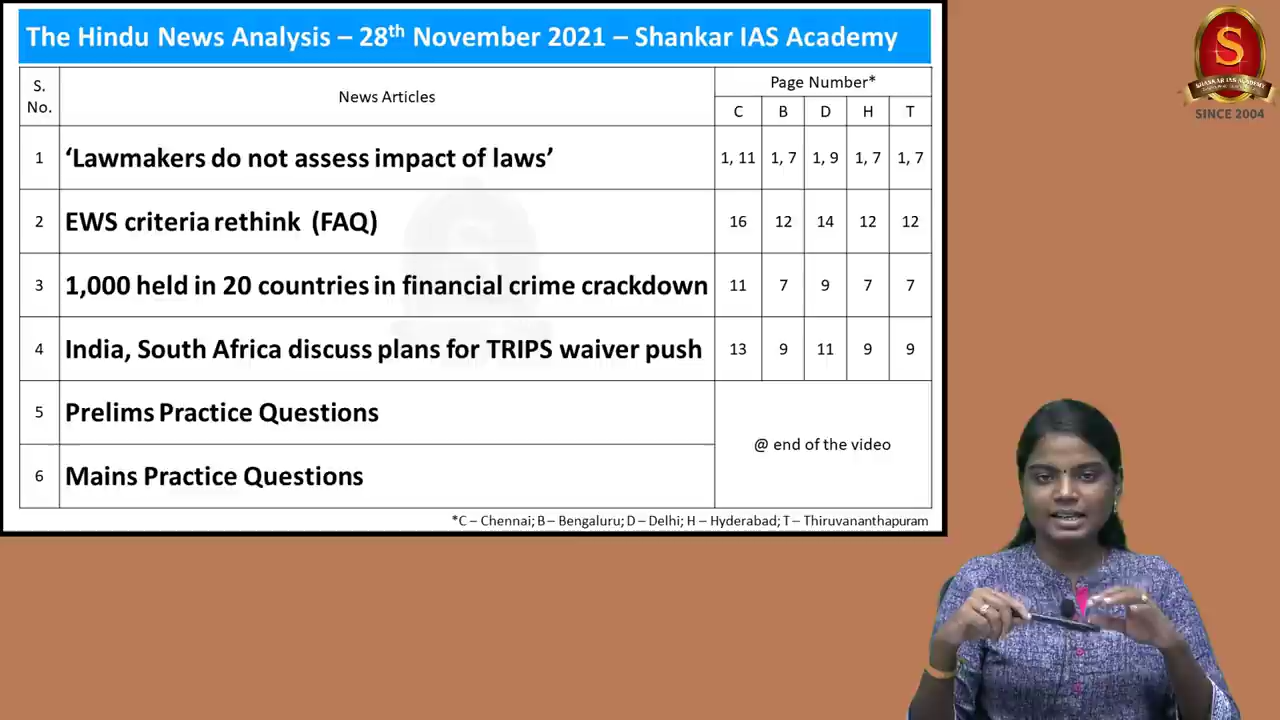 The Hindu News Analysis – 28th November 2021 – Shankar IAS Academy
S. No.
News Articles
Page Number*
C B D H T
1 ‘Lawmakers do not assess impact of laws’ 1, 11 1, 7 1, 9 1, 7 1, 7
2 EWS criteria rethink (FAQ) 16 12 14 12 12
3 1,000 held in 20 countries in financial crime crackdown 11 7 9 7 7
4 India, South Africa discuss plans for TRIPS waiver push 13 9 11 9 9
5 Prelims Practice Questions
@ end of the video
6 Mains Practice Questions
*C – Chennai; B – Bengaluru; D – Delhi; H – Hyderabad; T – Thiruvananthapuram
S
SHANKAR IAS ACADEMY
SINCE 2004